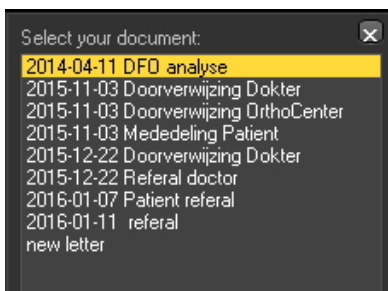 Select your document:
2014-04-11 DFO analyse
2015-11-03 Doorverwijzing Dokter
2015-11-03 Doorverwijzing OrthoCenter
2015-11-03 Mededeling Patient
2015-12-22 Doorverwijzing Dokter
2015-12-22 Referal doctor
2016-01-07 Patient referal
2016-01-11 referal
new letter